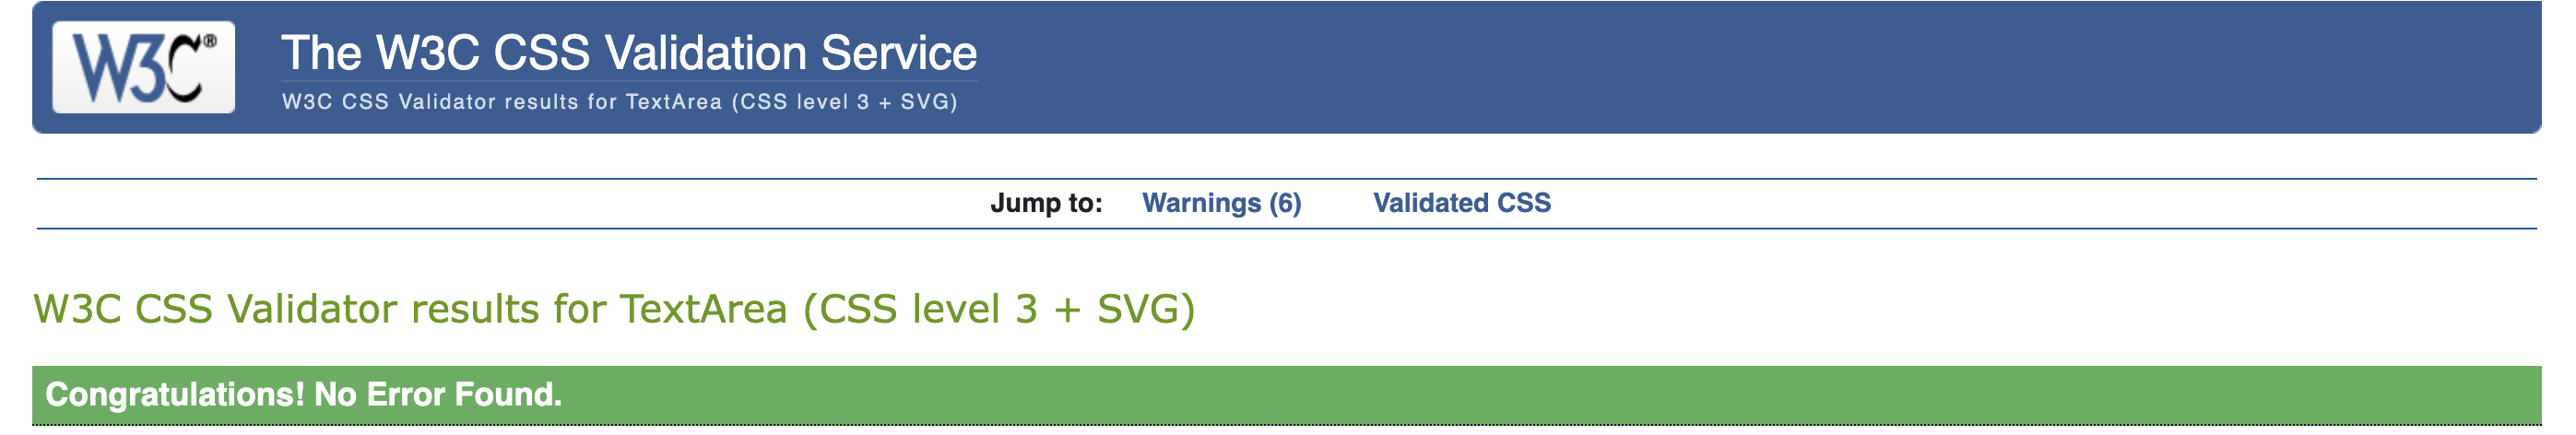 W3C®
The W3C CSS Validation Service
W3C CSS Validator results for TextArea (CSS level 3 + SVG)
Jump to: Warnings (6) Validated CSS
W3C CSS Validator results for TextArea (CSS level 3 + SVG)
Congratulations! No Error Found.